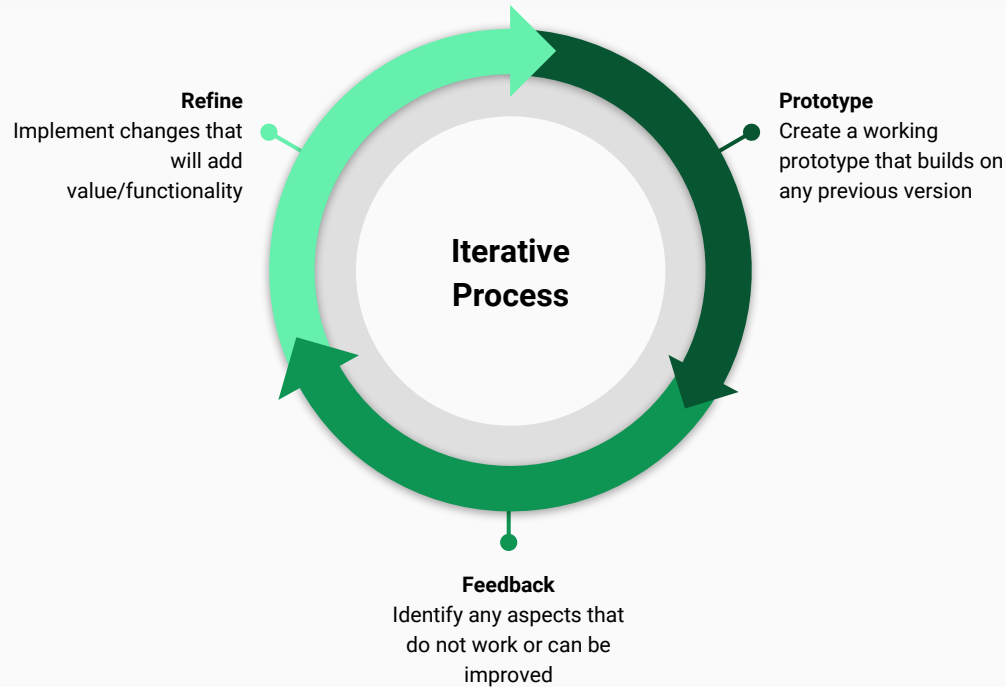 Refine
Implement changes that
will add
value/functionality
Prototype
Create a working
prototype that builds on
any previous version
Iterative
Process
Feedback
Identify any aspects that
do not work or can be
improved